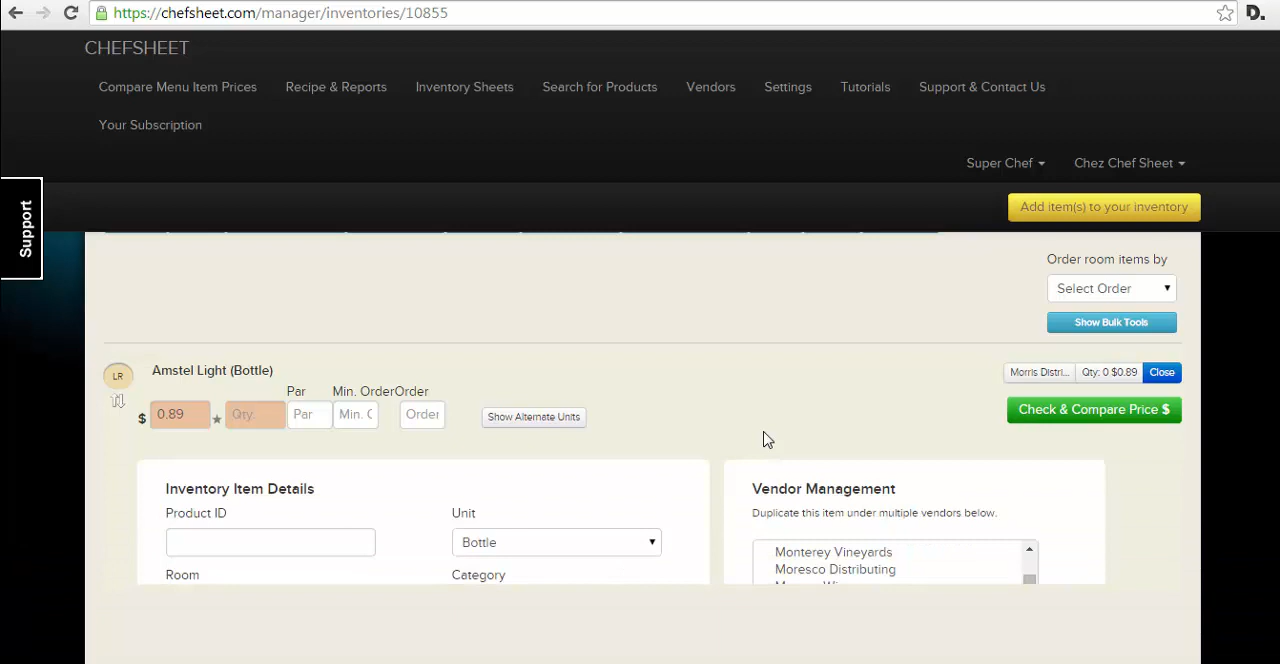 https://chefsheet.com/manager/inventories/10855
D.
CHEFSHEET
Compare Menu Item Prices Recipe & Reports Inventory Sheets Search for Products Vendors Settings Tutorials Support & Contact Us
Your Subscription
Super Chef Chez Chef Sheet
Support
Add item(s) to your inventory
Order room items by
Select Order
Show Bulk Tools
LR Amstel Light (Bottle) Morris Distri... Qty: 0 $0.89 Close
Par Min. Order Order
$ 0.89 Qty. Par Min. O Order Show Alternate Units Check & Compare Price $
Inventory Item Details Vendor Management
Product ID Unit Duplicate this item under multiple vendors below.
Bottle Monterey Vineyards
Moresco Distributing
Room Category